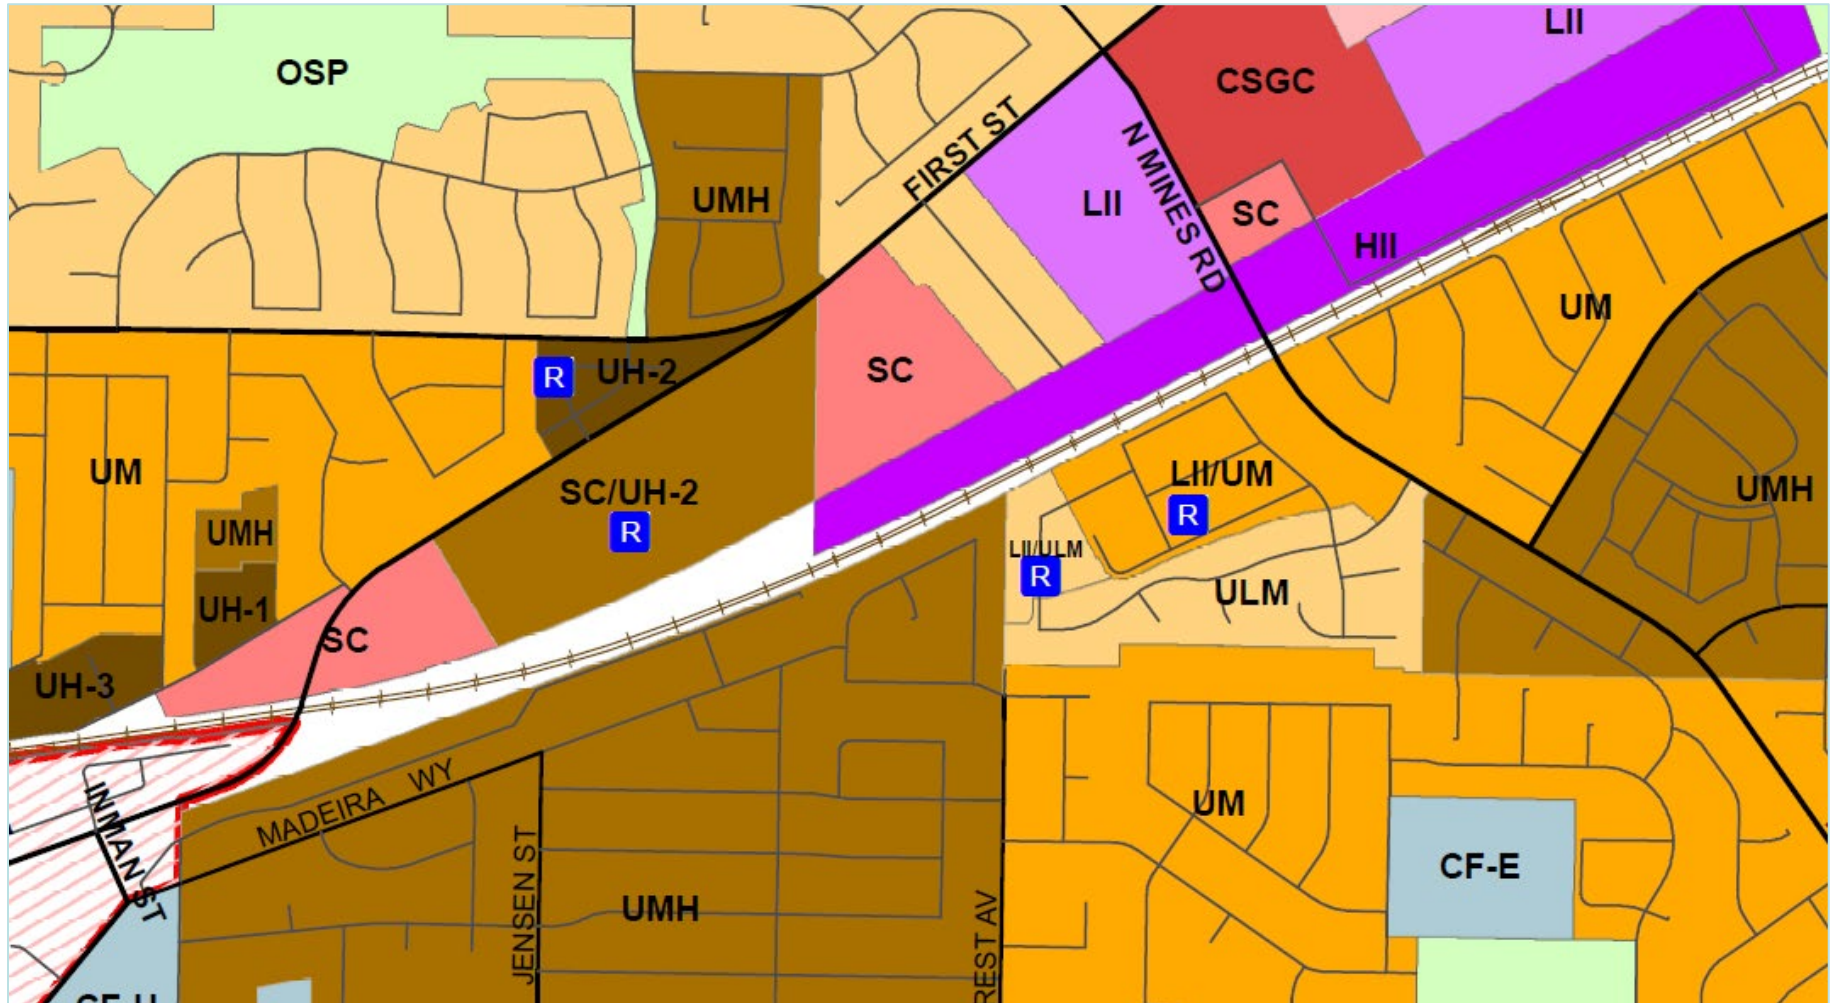 LII
OSP
CSGC
FIRST ST
N MINES RD
UMH
LII
SC
HII
UM
R
UH-2
SC
UM
SC/UH-2
R
LII/UM
R
UMH
UMH
LII/ULM
R
ULM
UH-1
SC
UH-3
MADEIRA WY
INMAN ST
UM
JENSEN ST
CF-E
UMH
REST AV